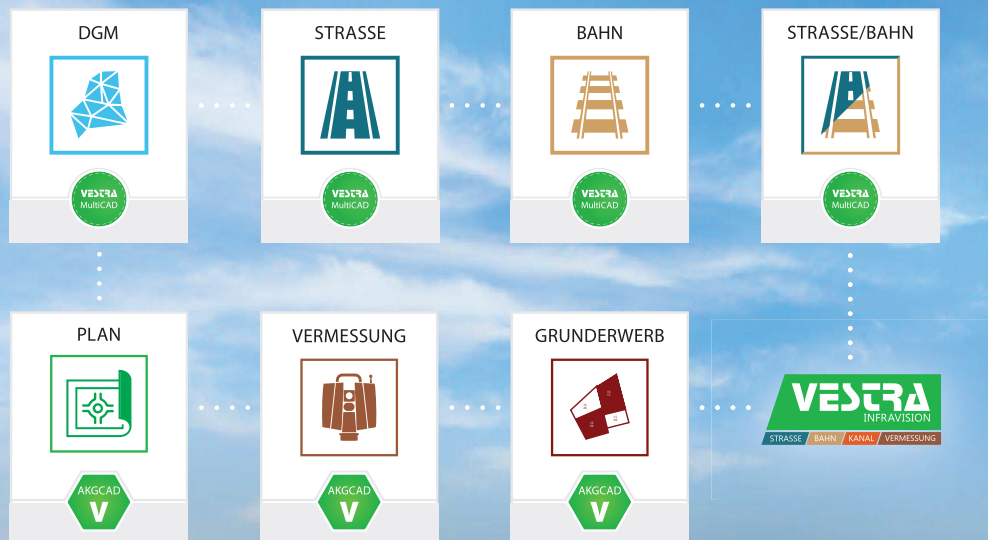 DGM
STRASSE
BAHN
STRASSE/BAHN
VESTRA
MultiCAD
VESTRA
MultiCAD
VESTRA
MultiCAD
VESTRA
MultiCAD
PLAN
VERMESSUNG
GRUNDERWERB
VESTRA
INFRAVISION
STRASSE BAHN KANAL VERMESSUNG
AKGCAD
V
AKGCAD
V
AKGCAD
V